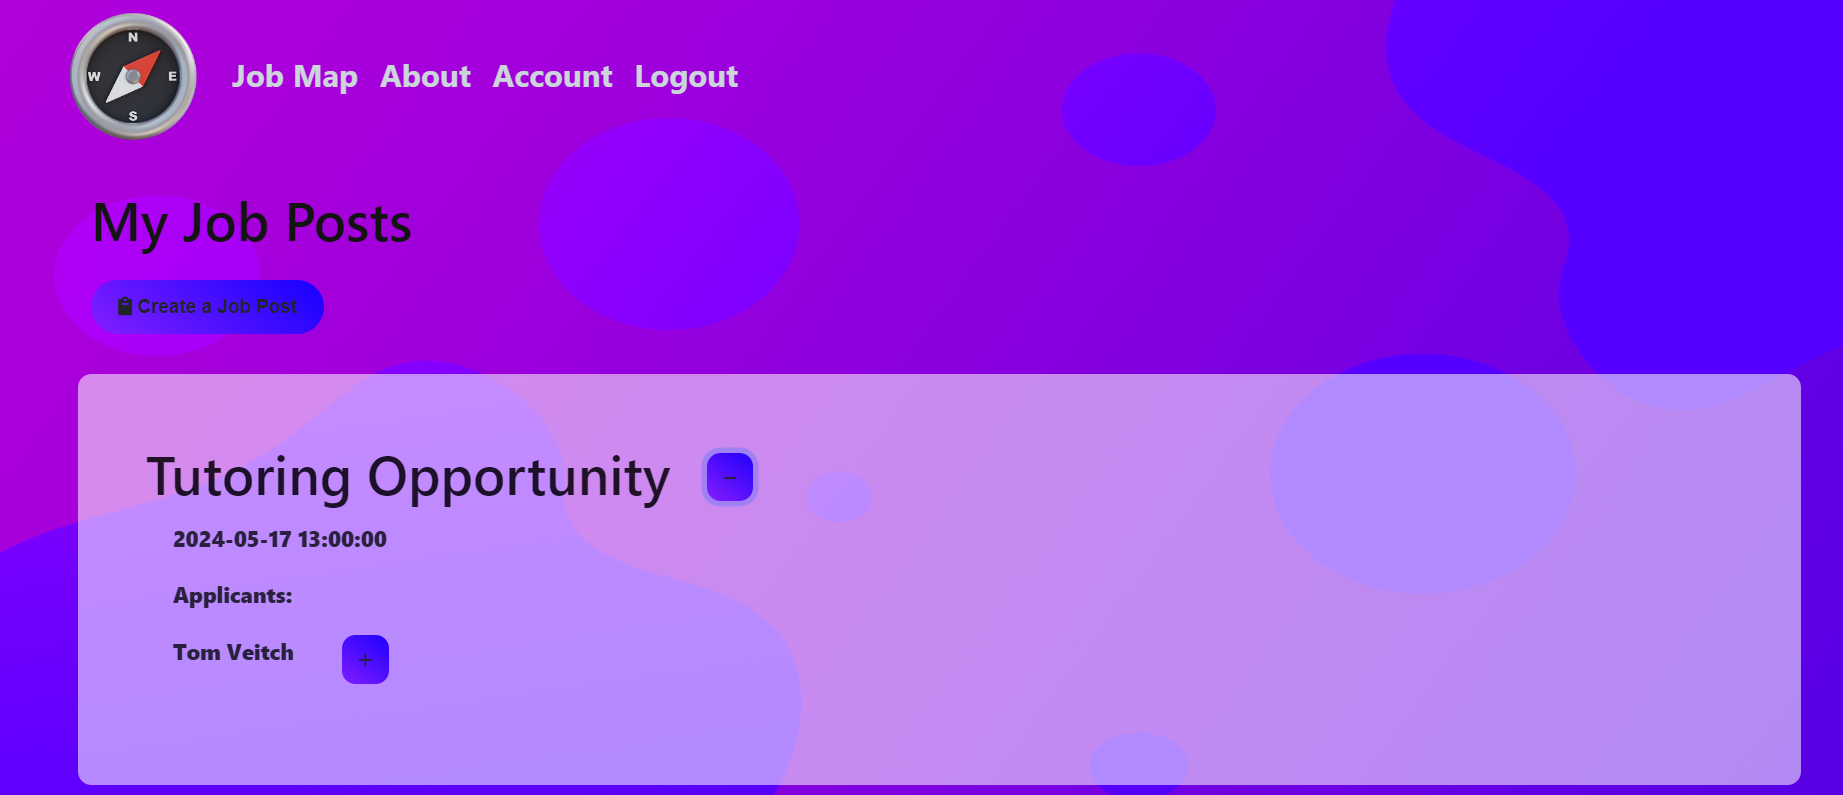 N
W E
S
Job Map About Account Logout
My Job Posts
Create a Job Post
Tutoring Opportunity −
2024-05-17 13:00:00
Applicants:
Tom Veitch +